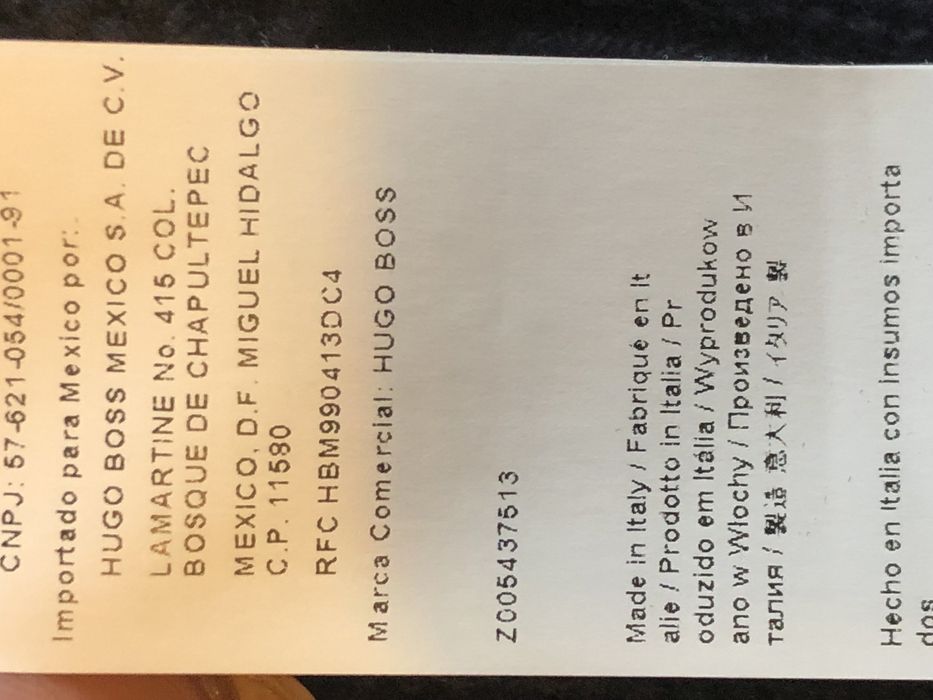 CNPJ: 57-621-054/0001-91
Importado para Mexico por:
HUGO BOSS MEXICO S.A. DE C.V.
LAMARTINE No. 415 COL.
BOSQUE DE CHAPULTEPEC
MEXICO, D.F. MIGUEL HIDALGO
C.P. 11580
RFC HBM990413DC4
Marca Comercial: HUGO BOSS
Z005437513
Made in Italy / Fabriqué en It
alie / Prodotto in Italia / Pr
oduzido em Itália / Wyprodukow
ano w Włochy / Произведено в И
талия / 製造 意大利 / イタリア 製
Hecho en Italia con insumos importa
dos